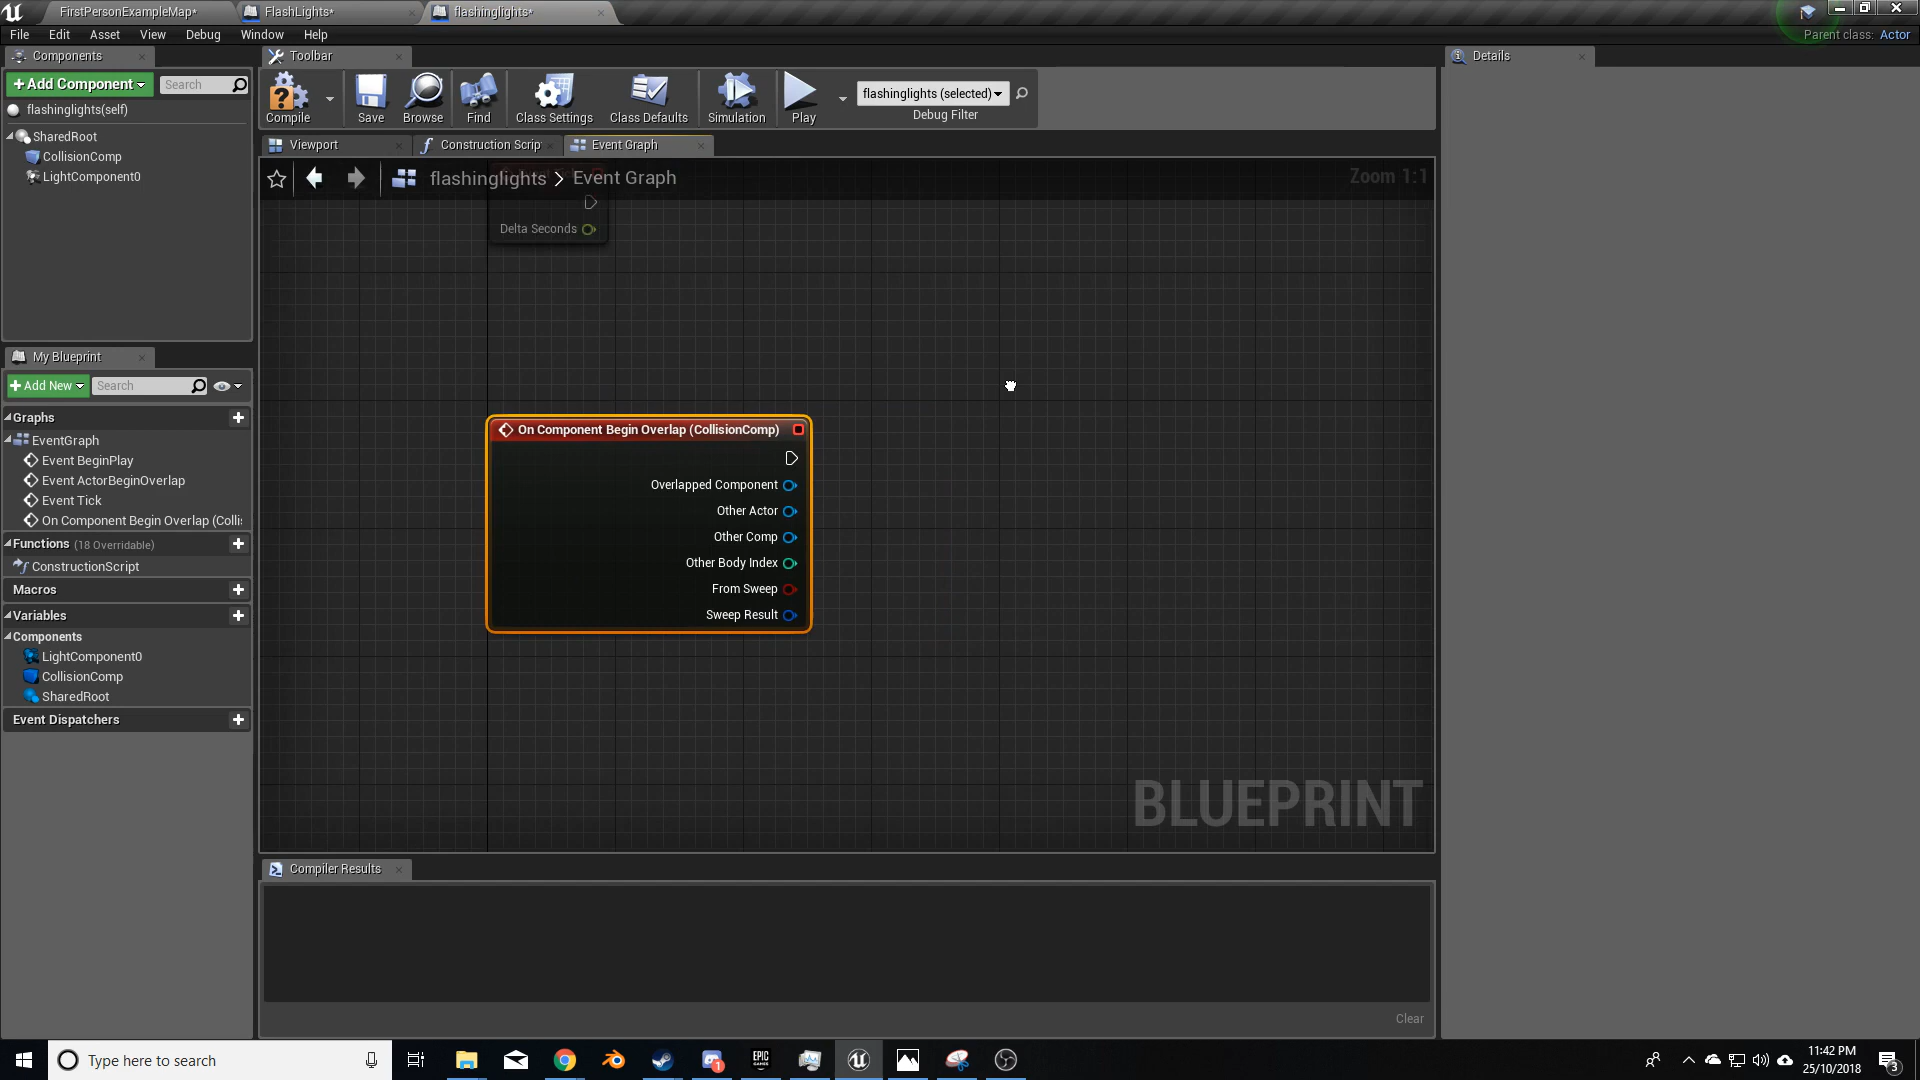 FirstPersonExampleMap*
FlashLights*
flashinglights*
File Edit Asset View Debug Window Help
Parent class: Actor
Components
Toolbar
Details
+ Add Component
Search
flashinglights(self)
SharedRoot
CollisionComp
LightComponent0
Compile
Save
Browse
Find
Class Settings
Class Defaults
Simulation
Play
flashinglights (selected)
Debug Filter
Viewport
Construction Scrip
Event Graph
flashinglights > Event Graph
Zoom 1:1
Delta Seconds
My Blueprint
+ Add New
Search
Graphs
EventGraph
Event BeginPlay
Event ActorBeginOverlap
Event Tick
On Component Begin Overlap (Colli
Functions (18 Overridable)
ConstructionScript
Macros
Variables
Components
LightComponent0
CollisionComp
SharedRoot
Event Dispatchers
On Component Begin Overlap (CollisionComp)
Overlapped Component
Other Actor
Other Comp
Other Body Index
From Sweep
Sweep Result
BLUEPRINT
Compiler Results
Clear
Type here to search
1
EPIC GAMES
11:42 PM
25/10/2018
3